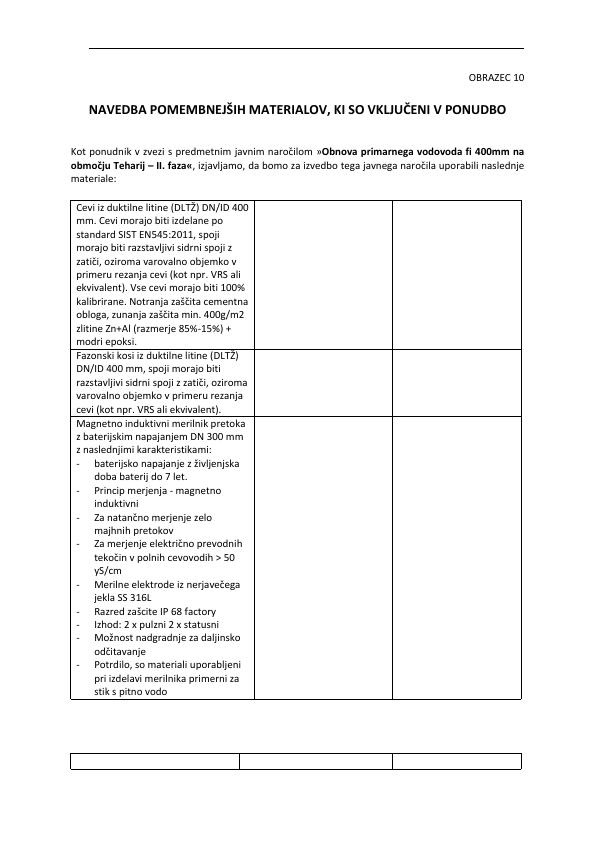 OBRAZEC 10
NAVEDBA POMEMBNEJŠIH MATERIALOV, KI SO VKLJUČENI V PONUDBO
Kot ponudnik v zvezi s predmetnim javnim naročilom »Obnova primarnega vodovoda fi 400mm na
območju Teharij – II. faza«, izjavljamo, da bomo za izvedbo tega javnega naročila uporabili naslednje
materiale:
Cevi iz duktilne litine (DLTŽ) DN/ID 400
mm. Cevi morajo biti izdelane po
standard SIST EN545:2011, spoji
morajo biti razstavljivi sidrni spoji z
zatiči, oziroma varovalno objemko v
primeru rezanja cevi (kot npr. VRS ali
ekvivalent). Vse cevi morajo biti 100%
kalibrirane. Notranja zaščita cementna
obloga, zunanja zaščita min. 400g/m2
zlitine Zn+Al (razmerje 85%-15%) +
modri epoksi.
Fazonski kosi iz duktilne litine (DLTŽ)
DN/ID 400 mm, spoji morajo biti
razstavljivi sidrni spoji z zatiči, oziroma
varovalno objemko v primeru rezanja
cevi (kot npr. VRS ali ekvivalent).
Magnetno induktivni merilnik pretoka
z baterijskim napajanjem DN 300 mm
z naslednjimi karakteristikami:
- baterijsko napajanje z življenjska
doba baterij do 7 let.
- Princip merjenja - magnetno
induktivni
- Za natančno merjenje zelo
majhnih pretokov
- Za merjenje električno prevodnih
tekočin v polnih cevovodih > 50
yS/cm
- Merilne elektrode iz nerjavečega
jekla SS 316L
- Razred zašcite IP 68 factory
- Izhod: 2 x pulzni 2 x statusni
- Možnost nadgradnje za daljinsko
odčitavanje
- Potrdilo, so materiali uporabljeni
pri izdelavi merilnika primerni za
stik s pitno vodo